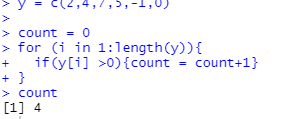 > y = c(2,4,7,5,-1,0)
>
> count = 0
> for (i in 1:length(y)){
+   if(y[i] >0){count = count+1}
+ }
> count
[1] 4